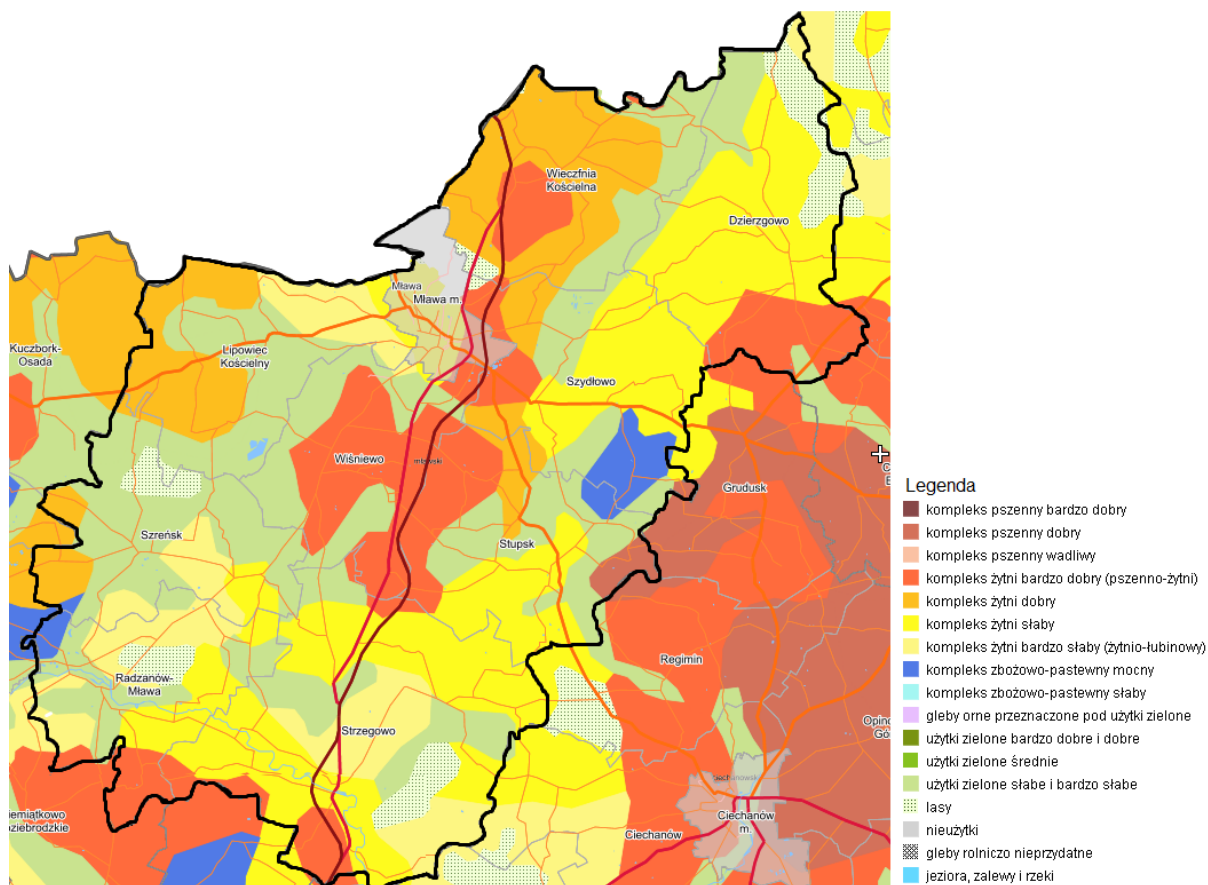 Wieczfnia
Kościelna
Dzierzgowo
Mława
Mława m.
Kuczbork-
Osada
Lipowiec
Kościelny
Szydłowo
Wiśniewo
Grudusk
Szreńsk
Stupsk
Regimin
Radzanów-
Mława
Strzegowo
Ciechanów
m.
Ciechanów
Legenda
kompleks pszenny bardzo dobry
kompleks pszenny dobry
kompleks pszenny wadliwy
kompleks żytni bardzo dobry (pszenno-żytni)
kompleks żytni dobry
kompleks żytni słaby
kompleks żytni bardzo słaby (żytnio-łubinowy)
kompleks zbożowo-pastewny mocny
kompleks zbożowo-pastewny słaby
gleby orne przeznaczone pod użytki zielone
użytki zielone bardzo dobre i dobre
użytki zielone średnie
użytki zielone słabe i bardzo słabe
lasy
nieużytki
gleby rolniczo nieprzydatne
jeziora, zalewy i rzeki